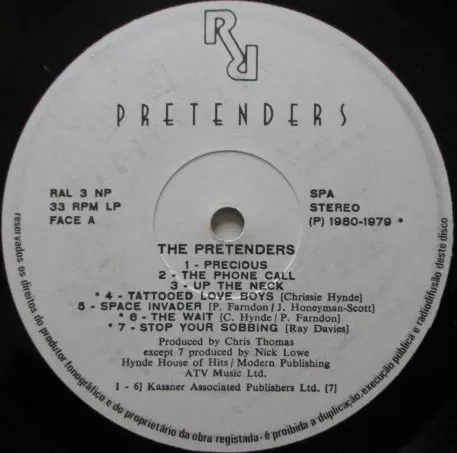 PRETENDERS
RAL 3 NP
33 RPM LP
FACE A
SPA
STEREO
(P) 1980-1979 *
THE PRETENDERS
1 - PRECIOUS
2 - THE PHONE CALL
3 - UP THE NECK
* 4 - TATTOOED LOVE BOYS [Chrissie Hynde]
5 - SPACE INVADER [P. Farndon / J. Honeyman-Scott]
* 6 - THE WAIT [C. Hynde / P. Farndon]
* 7 - STOP YOUR SOBBING [Ray Davies]
Produced by Chris Thomas
except 7 produced by Nick Lowe
Hynde House of Hits / Modern Publishing
ATV Music Ltd.
1 - 6] Kassner Associated Publishers Ltd. [7]
reservados os direitos do produtor fonográfico e do proprietário da obra registada - é proibida a duplicação, execução pública e radiodifusão deste disco